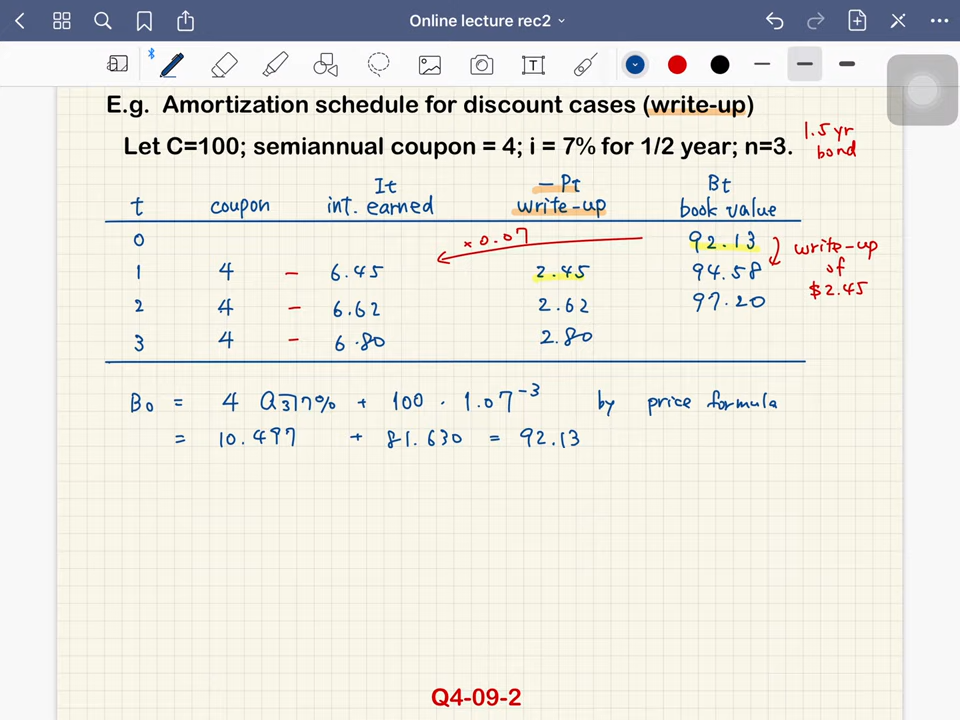 Online lecture rec2
E.g. Amortization schedule for discount cases (write-up)
Let C=100; semiannual coupon = 4; i = 7% for 1/2 year; n=3.
1.5 yr
bond
It
- Pt
Bt
t coupon int. earned write-up book value
0 × 0.07 92.13
1 4 - 6.45 2.45 94.58
2 4 - 6.62 2.62 97.20
3 4 - 6.80 2.80
write-up
of
$2.45
B0 = 4 a3⌉7% + 100 · 1.07^-3 by price formula
= 10.497 + 81.630 = 92.13
Q4-09-2